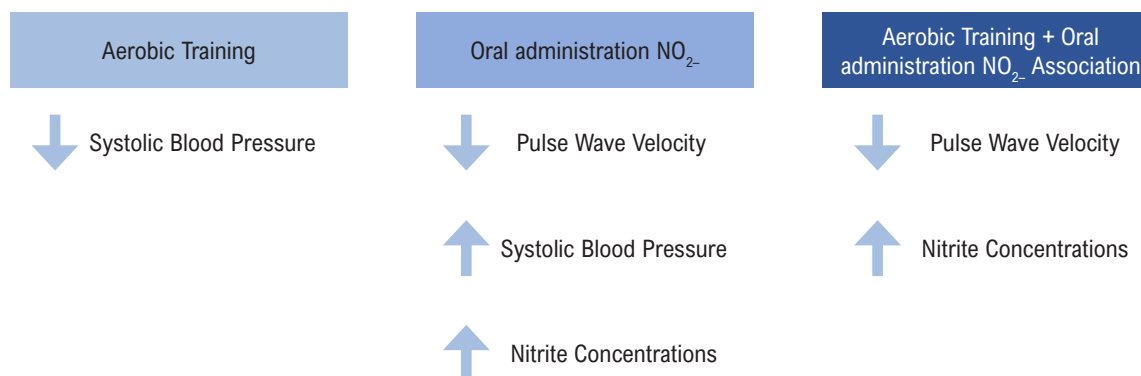 Aerobic Training
Systolic Blood Pressure
Oral administration NO₂₋
Pulse Wave Velocity
Systolic Blood Pressure
Nitrite Concentrations
Aerobic Training + Oral
administration NO₂₋ Association
Pulse Wave Velocity
Nitrite Concentrations